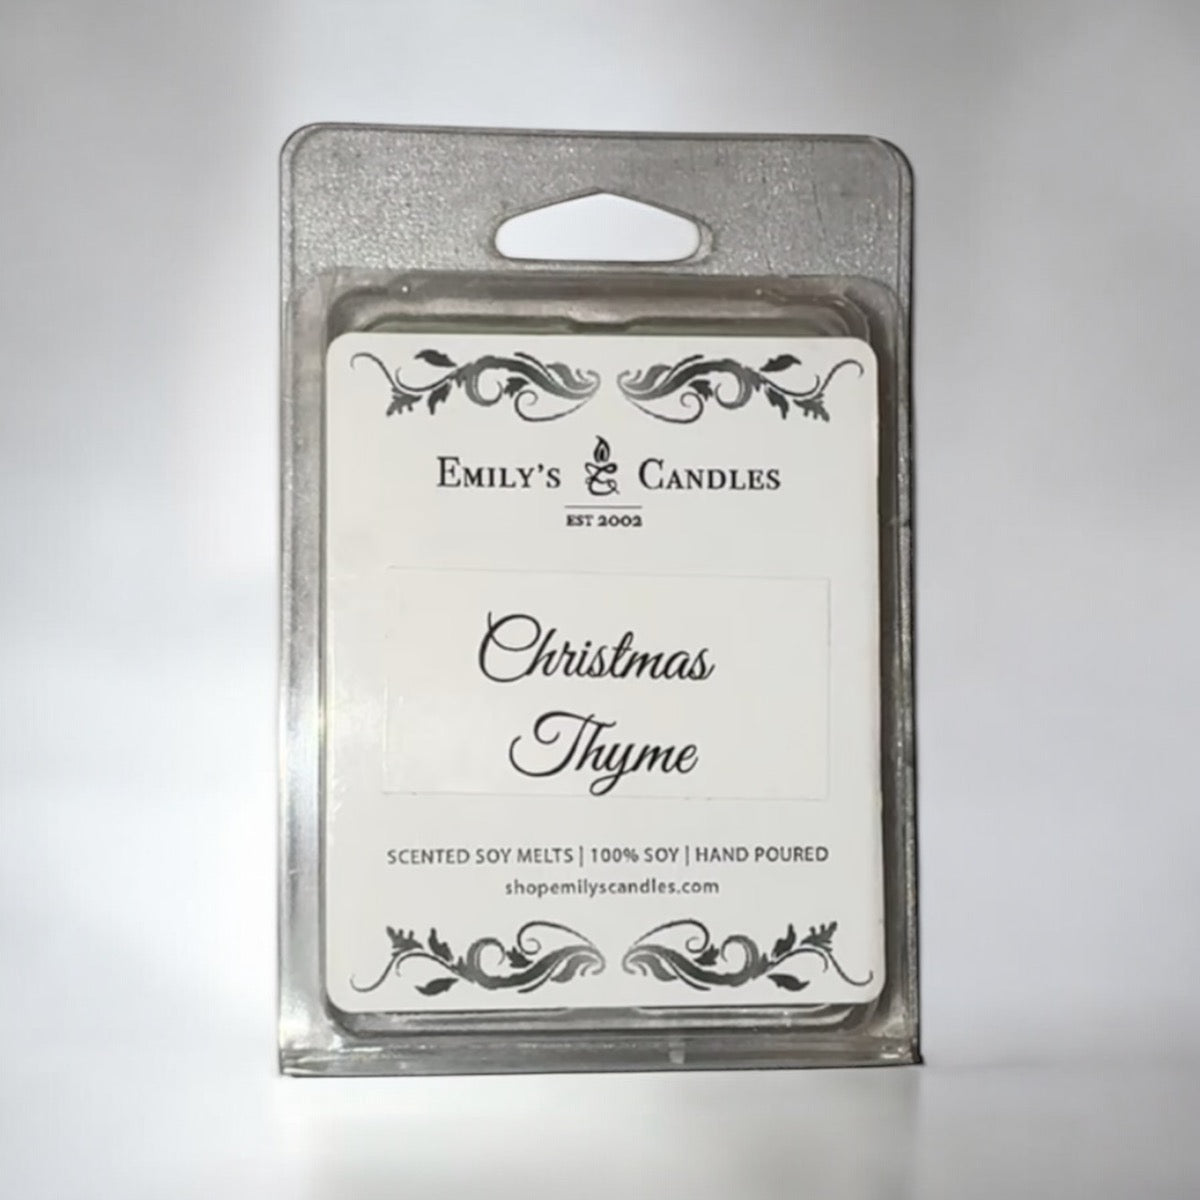 EMILY'S CANDLES
EST 2002
Christmas
Thyme
SCENTED SOY MELTS | 100% SOY | HAND POURED
shopemilyscandles.com